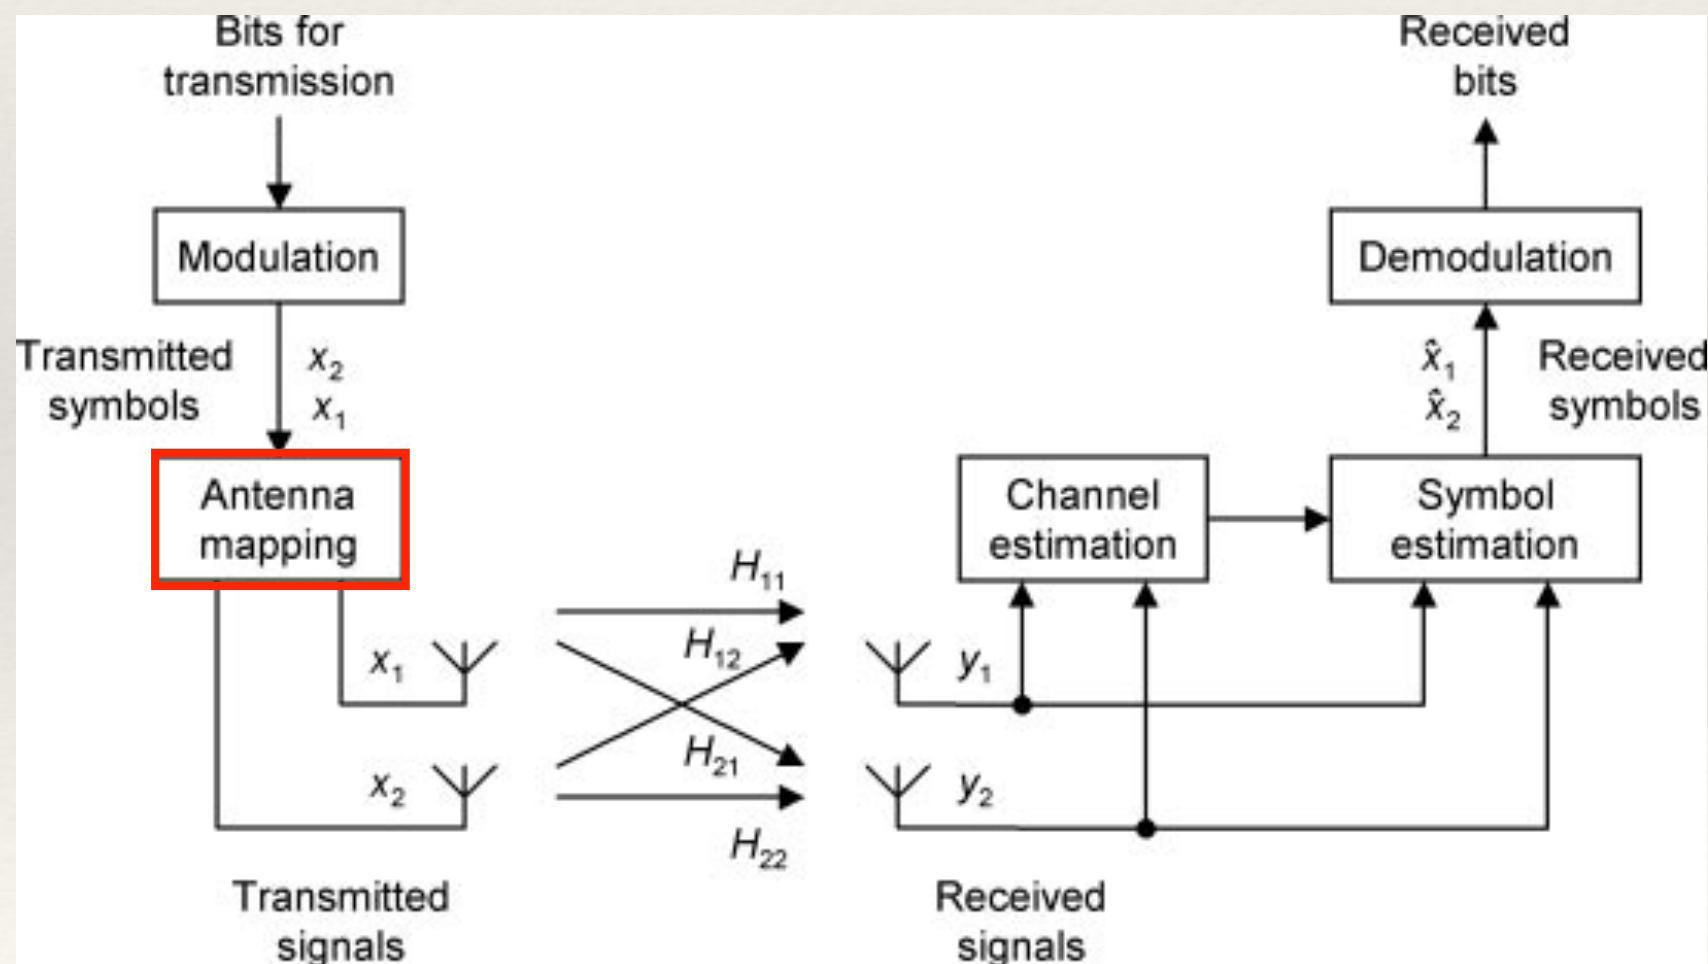 Bits for
transmission
Modulation
Transmitted
symbols
x₂
x₁
Antenna
mapping
x₁
x₂
Transmitted
signals
H₁₁
H₁₂
H₂₁
H₂₂
y₁
y₂
Received
signals
Channel
estimation
Symbol
estimation
x̂₁
x̂₂
Received
symbols
Demodulation
Received
bits